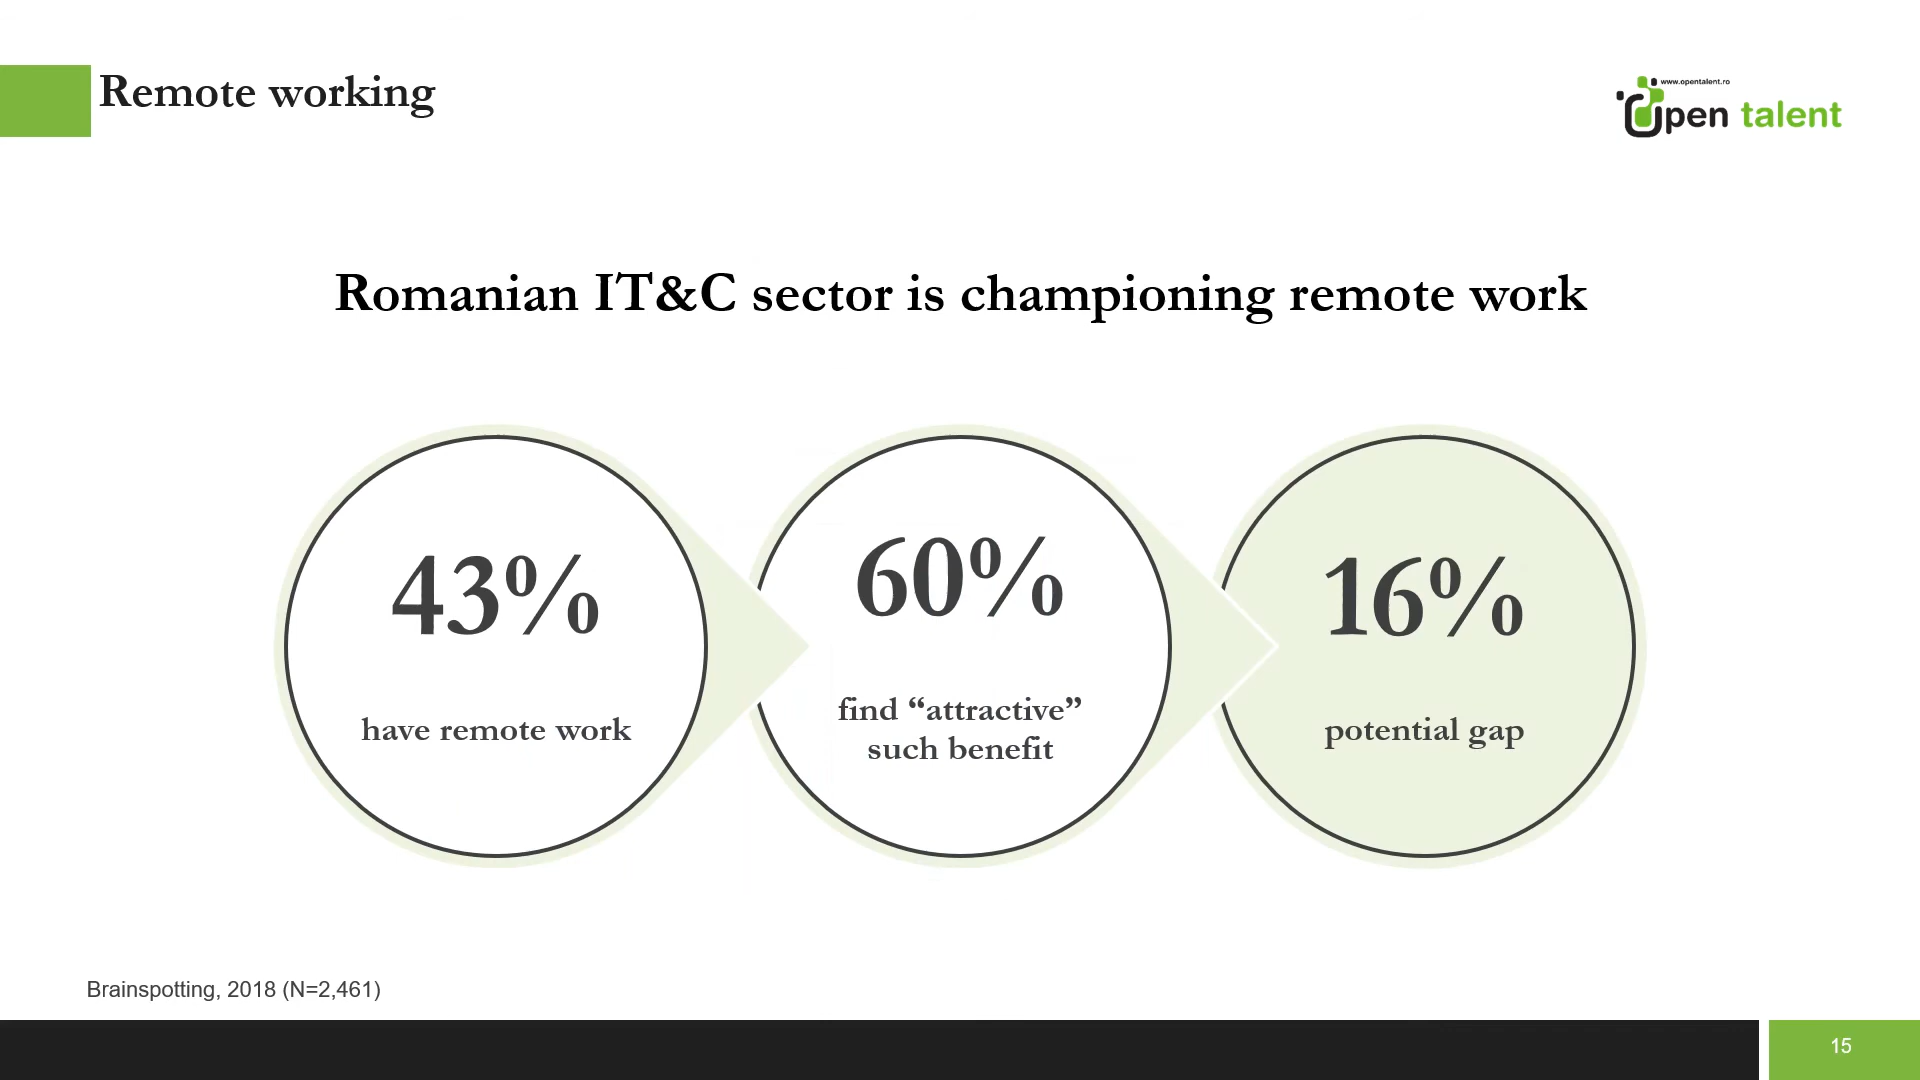 Remote working
www.opentalent.ro
Open talent
Romanian IT&C sector is championing remote work
43%
have remote work
60%
find “attractive”
such benefit
16%
potential gap
Brainspotting, 2018 (N=2,461)
15